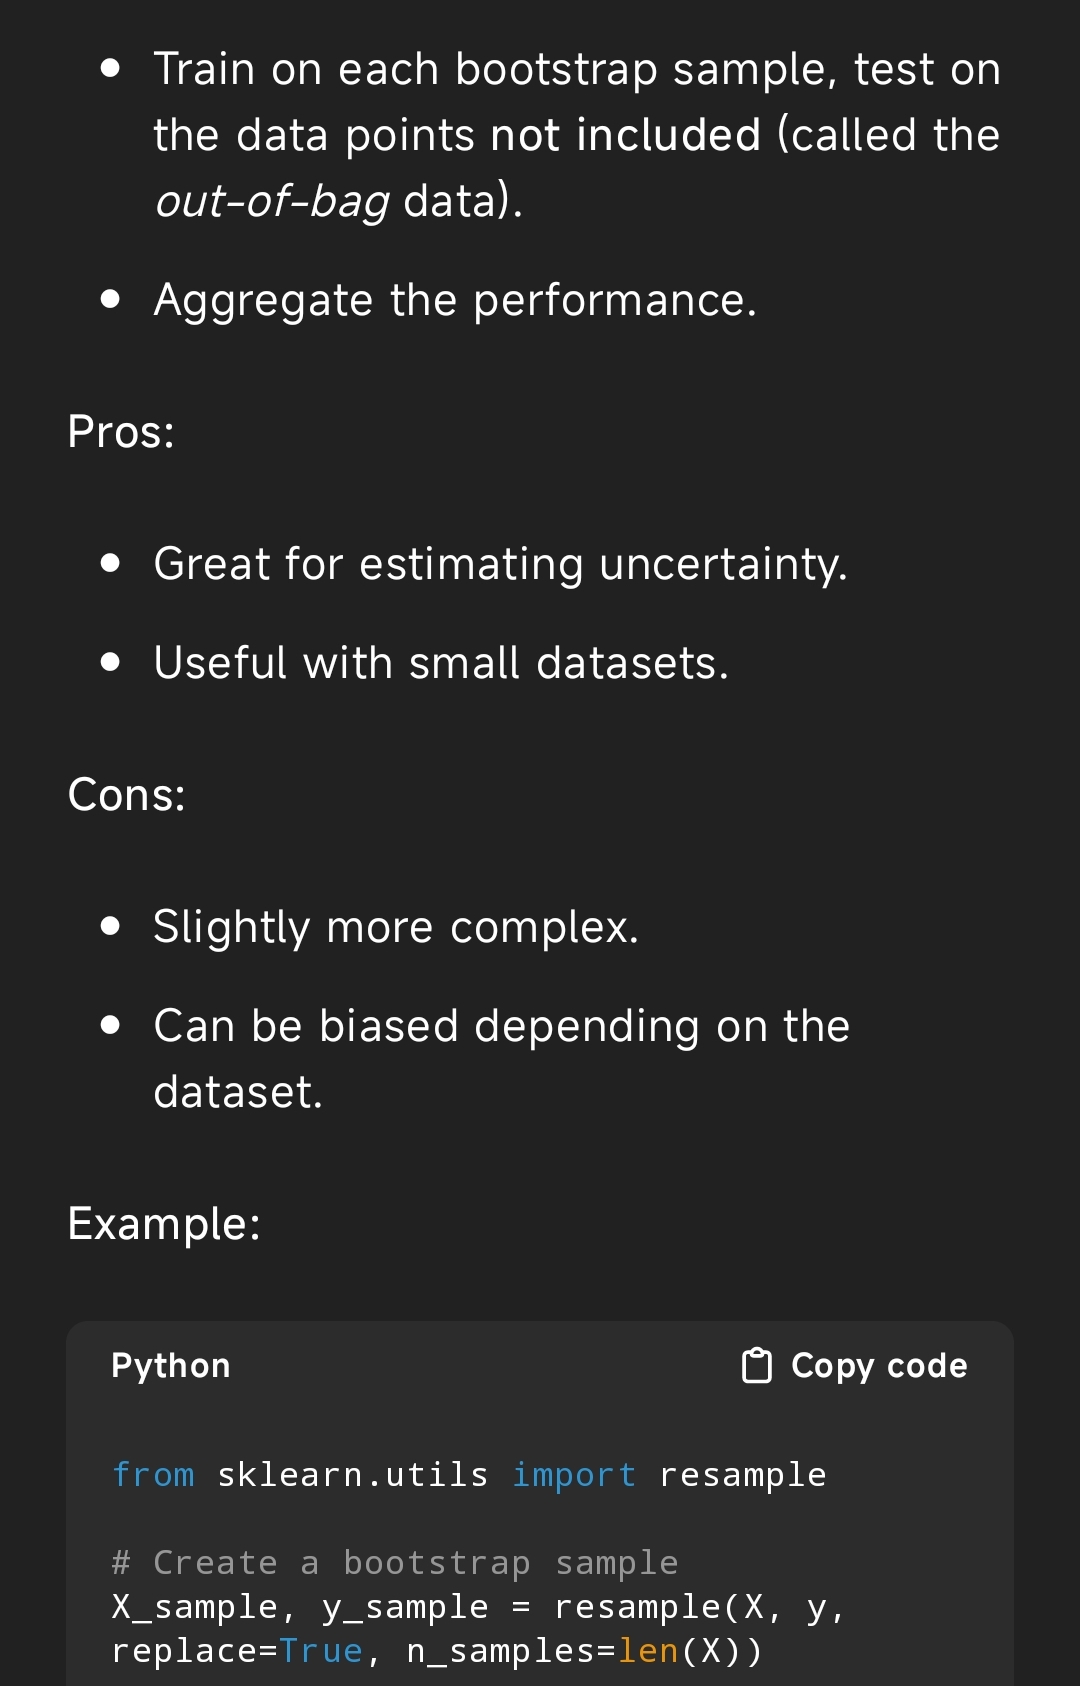 Train on each bootstrap sample, test on
the data points not included (called the
out-of-bag data).
Aggregate the performance.
Pros:
Great for estimating uncertainty.
Useful with small datasets.
Cons:
Slightly more complex.
Can be biased depending on the
dataset.
Example:
Python Copy code
from sklearn.utils import resample
# Create a bootstrap sample
X_sample, y_sample = resample(X, y,
replace=True, n_samples=len(X))